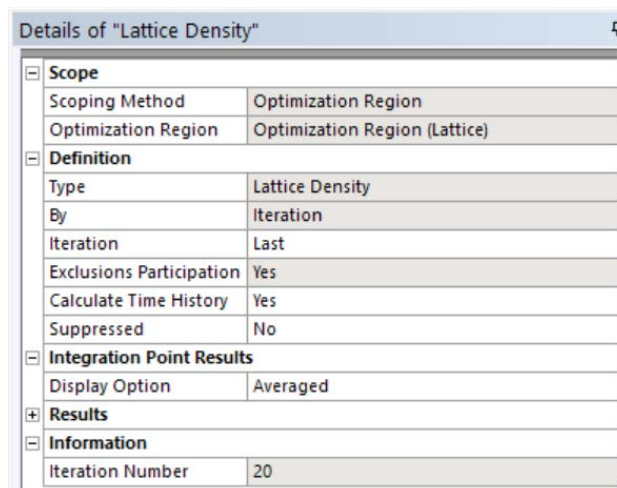 Details of "Lattice Density"
Scope
Scoping Method Optimization Region
Optimization Region Optimization Region (Lattice)
Definition
Type Lattice Density
By Iteration
Iteration Last
Exclusions Participation Yes
Calculate Time History Yes
Suppressed No
Integration Point Results
Display Option Averaged
Results
Information
Iteration Number 20